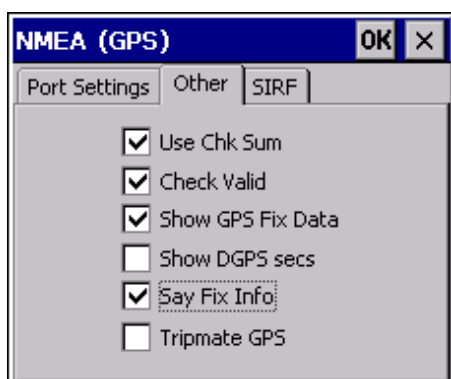 NMEA (GPS) OK ×
Port Settings Other SIRF
Use Chk Sum
Check Valid
Show GPS Fix Data
Show DGPS secs
Say Fix Info
Tripmate GPS